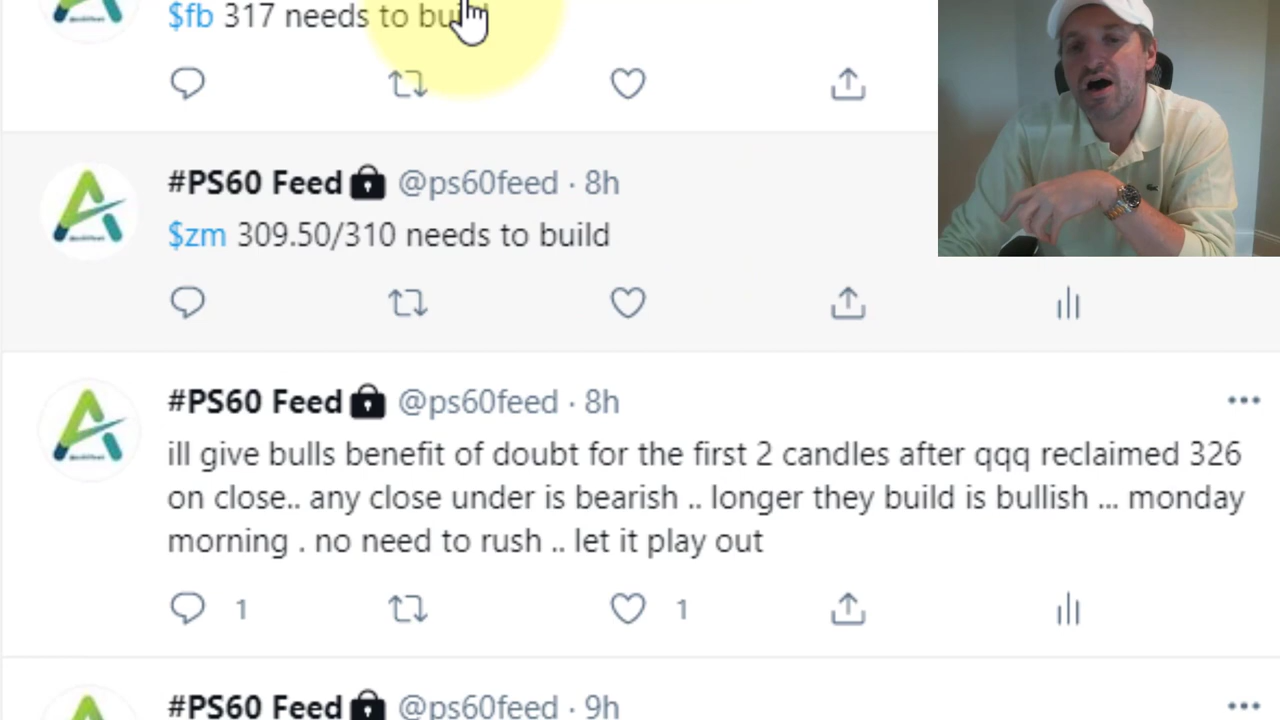 $fb 317 needs to build
#PS60 Feed @ps60feed · 8h
$zm 309.50/310 needs to build
#PS60 Feed @ps60feed · 8h
ill give bulls benefit of doubt for the first 2 candles after qqq reclaimed 326
on close.. any close under is bearish .. longer they build is bullish ... monday
morning . no need to rush .. let it play out
1 1
#PS60 Feed @ps60feed · 9h